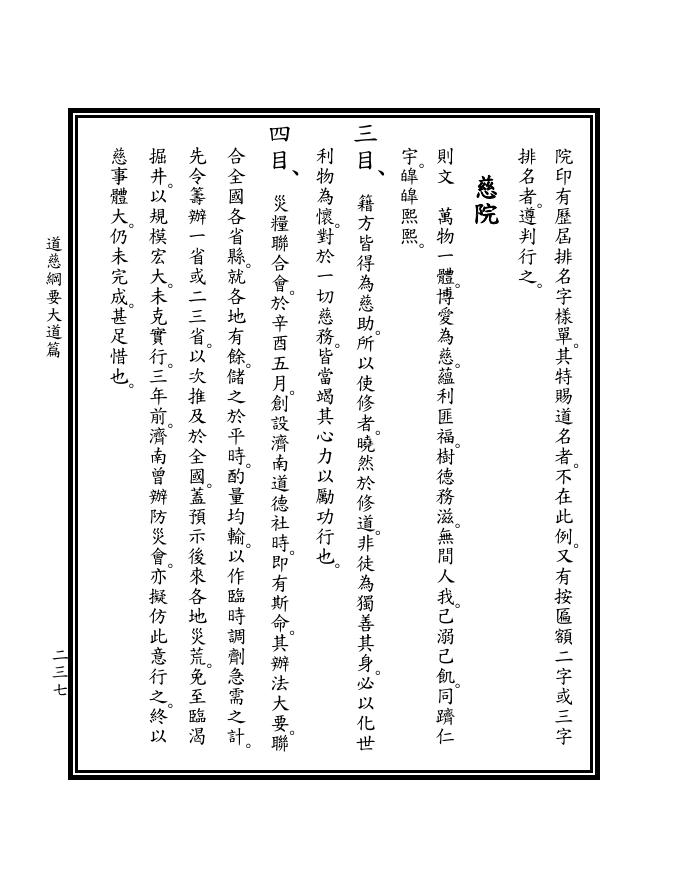 院印有歷屆排名字樣單。其特賜道名者。不在此例。又有按匾額二字或三字
排名者。遵判行之。
慈院
則文　萬物一體。博愛為慈。蘊利匪福。樹德務滋。無間人我。己溺己飢。同躋仁
宇。皞皞熙熙。
三目、籍方皆得為慈助。所以使修者。曉然於修道。非徒為獨善其身。必以化世
利物為懷。對於一切慈務。皆當竭其心力以勵功行也。
四目、災糧聯合會。於辛酉五月。創設濟南道德社時。即有斯命。其辦法大要。聯
合全國各省縣。就各地有餘。儲之於平時。酌量均輸。以作臨時調劑急需之計。
先令籌辦一省或二三省。以次推及於全國。蓋預示後來各地災荒。免至臨渴
掘井。以規模宏大。未克實行。三年前。濟南曾辦防災會。亦擬仿此意行之。終以
慈事體大。仍未完成。甚足惜也。
道慈綱要大道篇
二三七